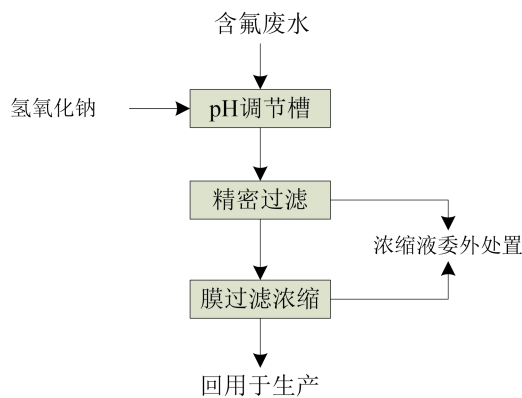 含氟废水
氢氧化钠
pH调节槽
精密过滤
浓缩液委外处置
膜过滤浓缩
回用于生产